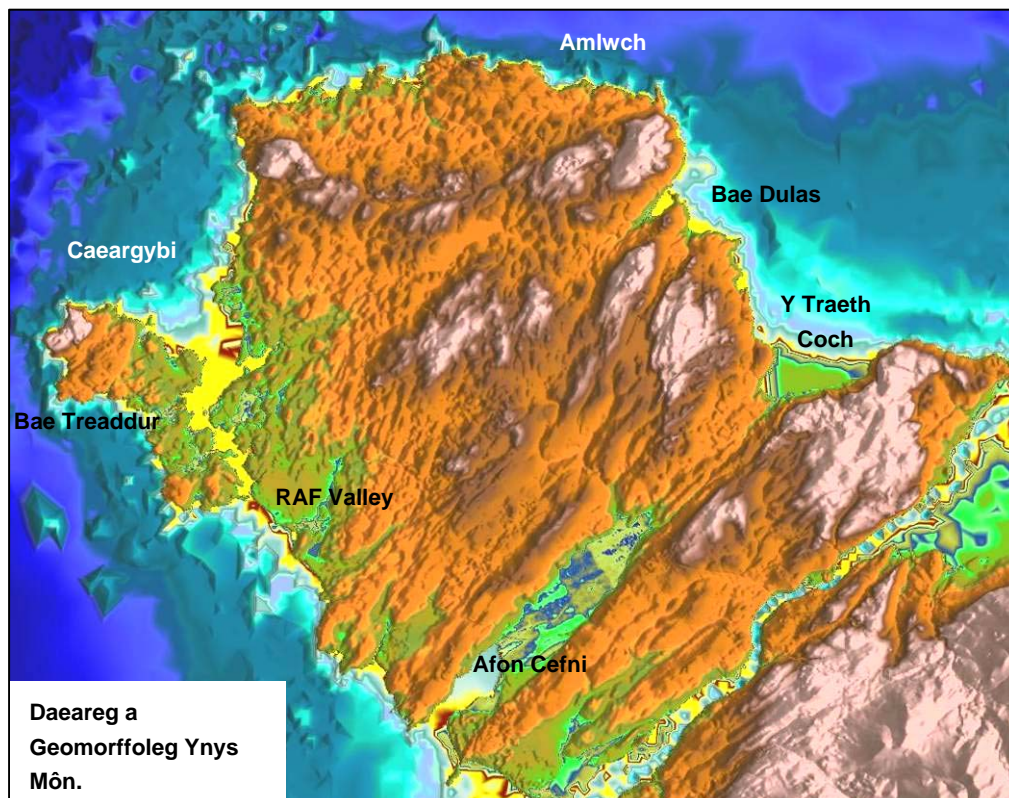 Amlwch
Bae Dulas
Caeargybi
Y Traeth
Coch
Bae Treaddur
RAF Valley
Afon Cefni
Daeareg a
Geomorffoleg Ynys
Môn.